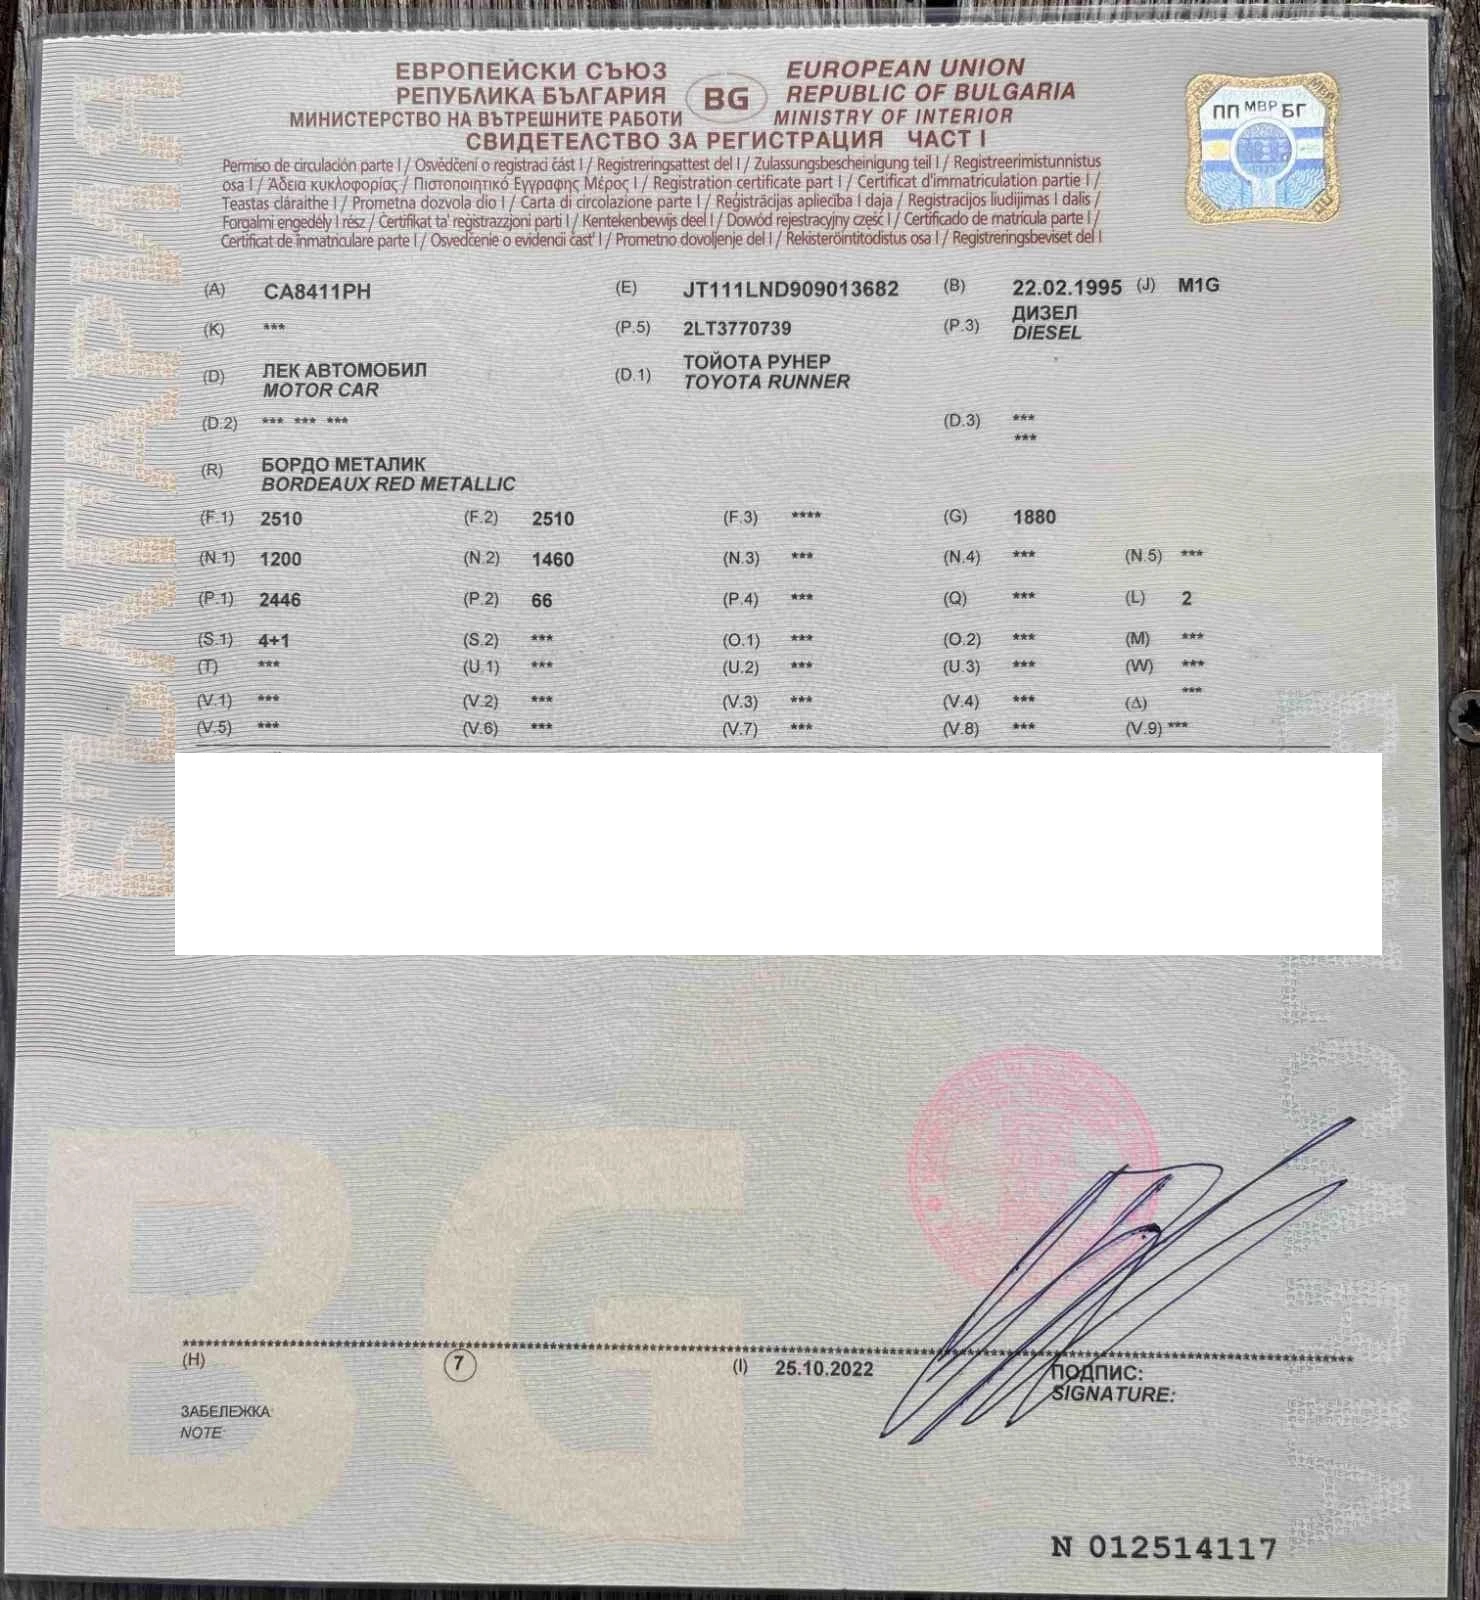 ЕВРОПЕЙСКИ СЪЮЗ
РЕПУБЛИКА БЪЛГАРИЯ
МИНИСТЕРСТВО НА ВЪТРЕШНИТЕ РАБОТИ
BG
EUROPEAN UNION
REPUBLIC OF BULGARIA
MINISTRY OF INTERIOR
СВИДЕТЕЛСТВО ЗА РЕГИСТРАЦИЯ ЧАСТ I
ПП МВР БГ
Permiso de circulación parte I / Osvědčení o registraci část I / Registreringsattest del I / Zulassungsbescheinigung teil I / Registreerimistunnistus
osa I / Άδεια κυκλοφορίας / Πιστοποιητικό Εγγραφης Μέρος I / Registration certificate part I / Certificat d'immatriculation partie I /
Teastas cláraithe I / Prometna dozvola dio I / Carta di circolazione parte I / Reģistrācijas apliecība I daļa / Registracijos liudijimas I dalis /
Forgalmi engedély I rész / Ċertifikat ta' reġistrazzjoni parti I / Kentekenbewijs deel I / Dowód rejestracyjny część I / Certificado de matrícula parte I /
Certificat de înmatriculare parte I / Osvedčenie o evidencii časť I / Prometno dovoljenje del I / Rekisteröintitodistus osa I / Registreringsbeviset del I
(A) CA8411PH (E) JT111LND909013682 (B) 22.02.1995 (J) M1G
(K) *** (P.5) 2LT3770739 (P.3) ДИЗЕЛ
DIESEL
(D) ЛЕК АВТОМОБИЛ (D.1) ТОЙОТА РУНЕР
MOTOR CAR TOYOTA RUNNER
(D.2) *** *** *** (D.3) ***
***
(R) БОРДО МЕТАЛИК
BORDEAUX RED METALLIC
(F.1) 2510 (F.2) 2510 (F.3) **** (G) 1880
(N.1) 1200 (N.2) 1460 (N.3) *** (N.4) *** (N.5) ***
(P.1) 2446 (P.2) 66 (P.4) *** (Q) *** (L) 2
(S.1) 4+1 (S.2) *** (O.1) *** (O.2) *** (M) ***
(T) *** (U.1) *** (U.2) *** (U.3) *** (W) ***
(V.1) *** (V.2) *** (V.3) *** (V.4) *** (Δ) ***
(V.5) *** (V.6) *** (V.7) *** (V.8) *** (V.9) ***
БЪЛГАРИЯ
BG
(H) 7 (I) 25.10.2022 ПОДПИС:
SIGNATURE:
ЗАБЕЛЕЖКА:
NOTE:
N 012514117